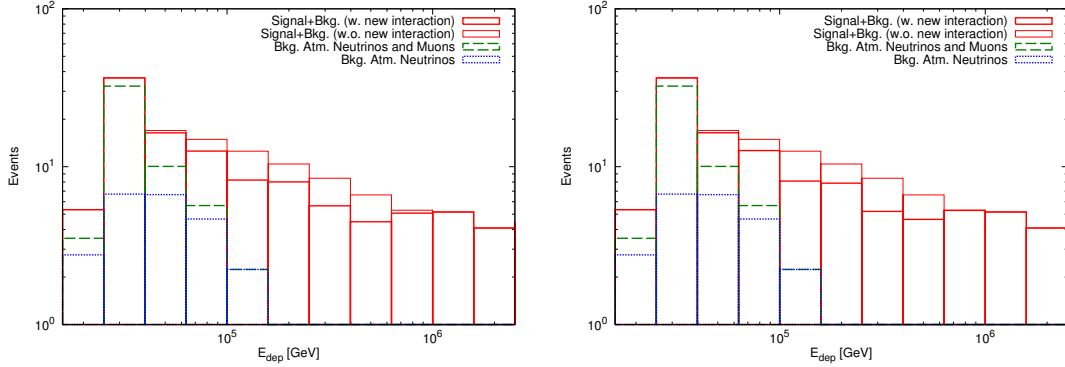 Signal+Bkg. (w. new interaction)
Signal+Bkg. (w.o. new interaction)
Bkg. Atm. Neutrinos and Muons
Bkg. Atm. Neutrinos
10^2
10^1
10^0
Events
10^5
10^6
E_dep [GeV]
Signal+Bkg. (w. new interaction)
Signal+Bkg. (w.o. new interaction)
Bkg. Atm. Neutrinos and Muons
Bkg. Atm. Neutrinos
10^2
10^1
10^0
Events
10^5
10^6
E_dep [GeV]